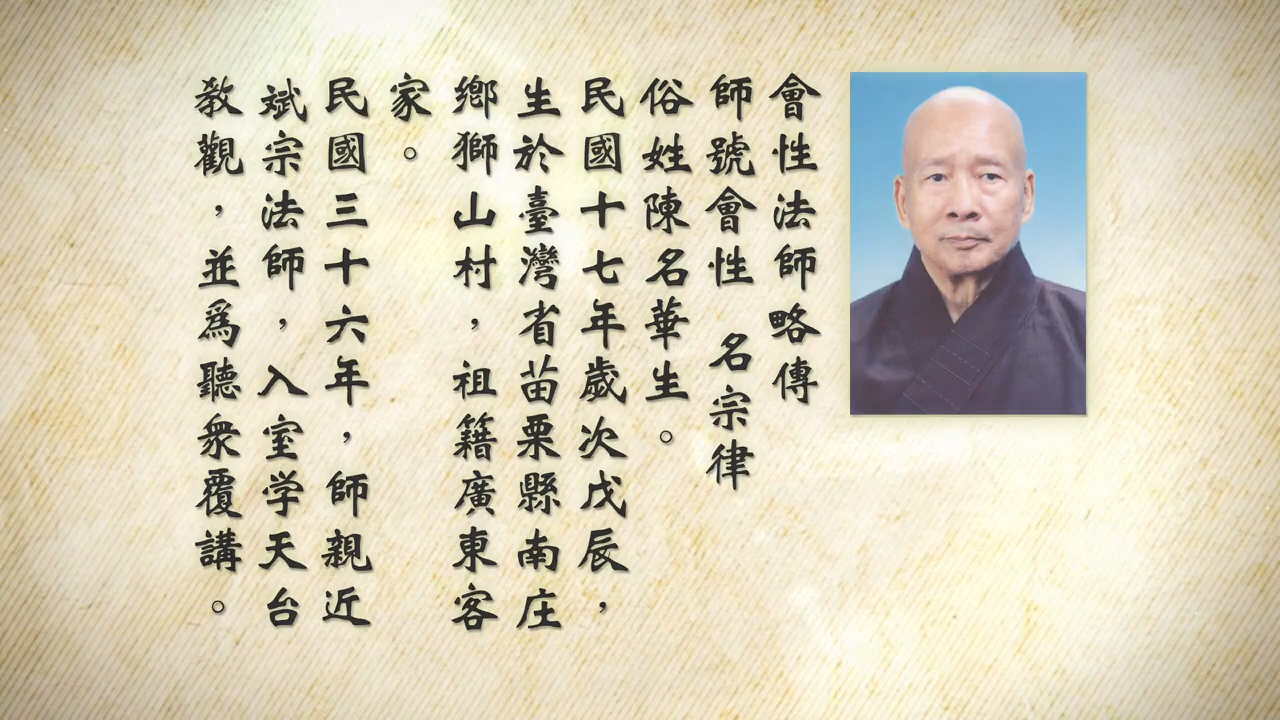 會性法師略傳
師號會性 名宗律
俗姓陳名華生。
民國十七年歲次戊辰，
生於臺灣省苗栗縣南庄
鄉獅山村，祖籍廣東客
家。
民國三十六年，師親近
斌宗法師，入室学天台
教觀，並爲聽衆覆講。